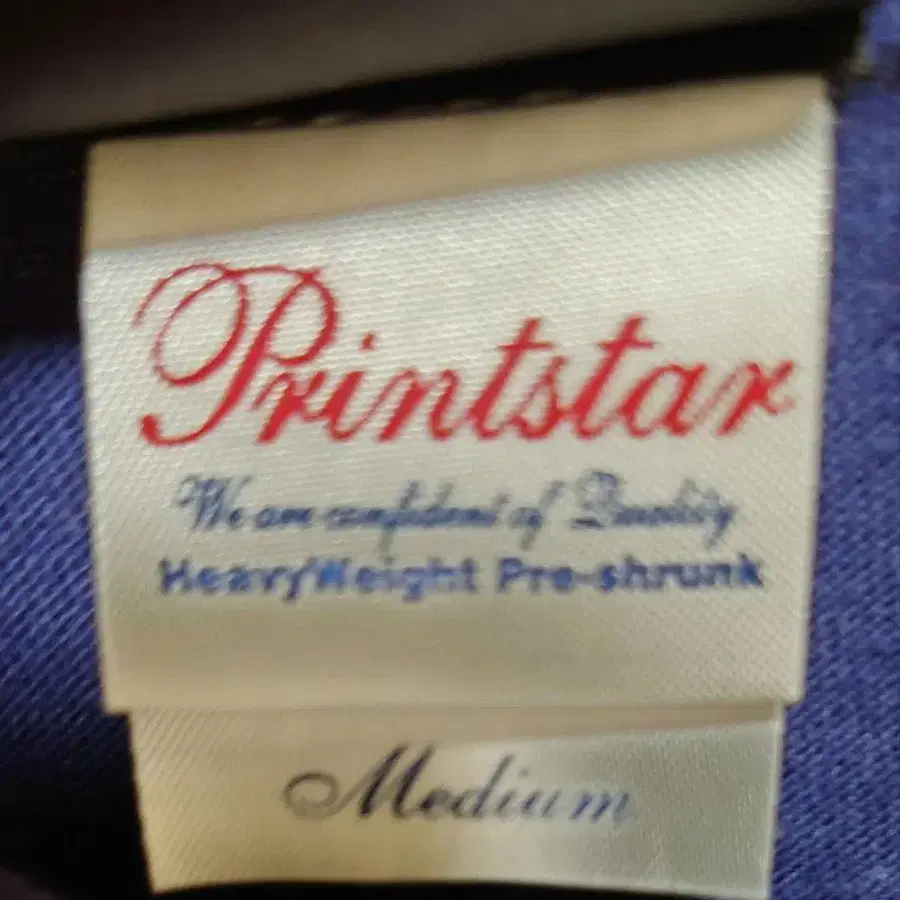 Printstar
We are confident of Quality
HeavyWeight Pre-shrunk
Medium